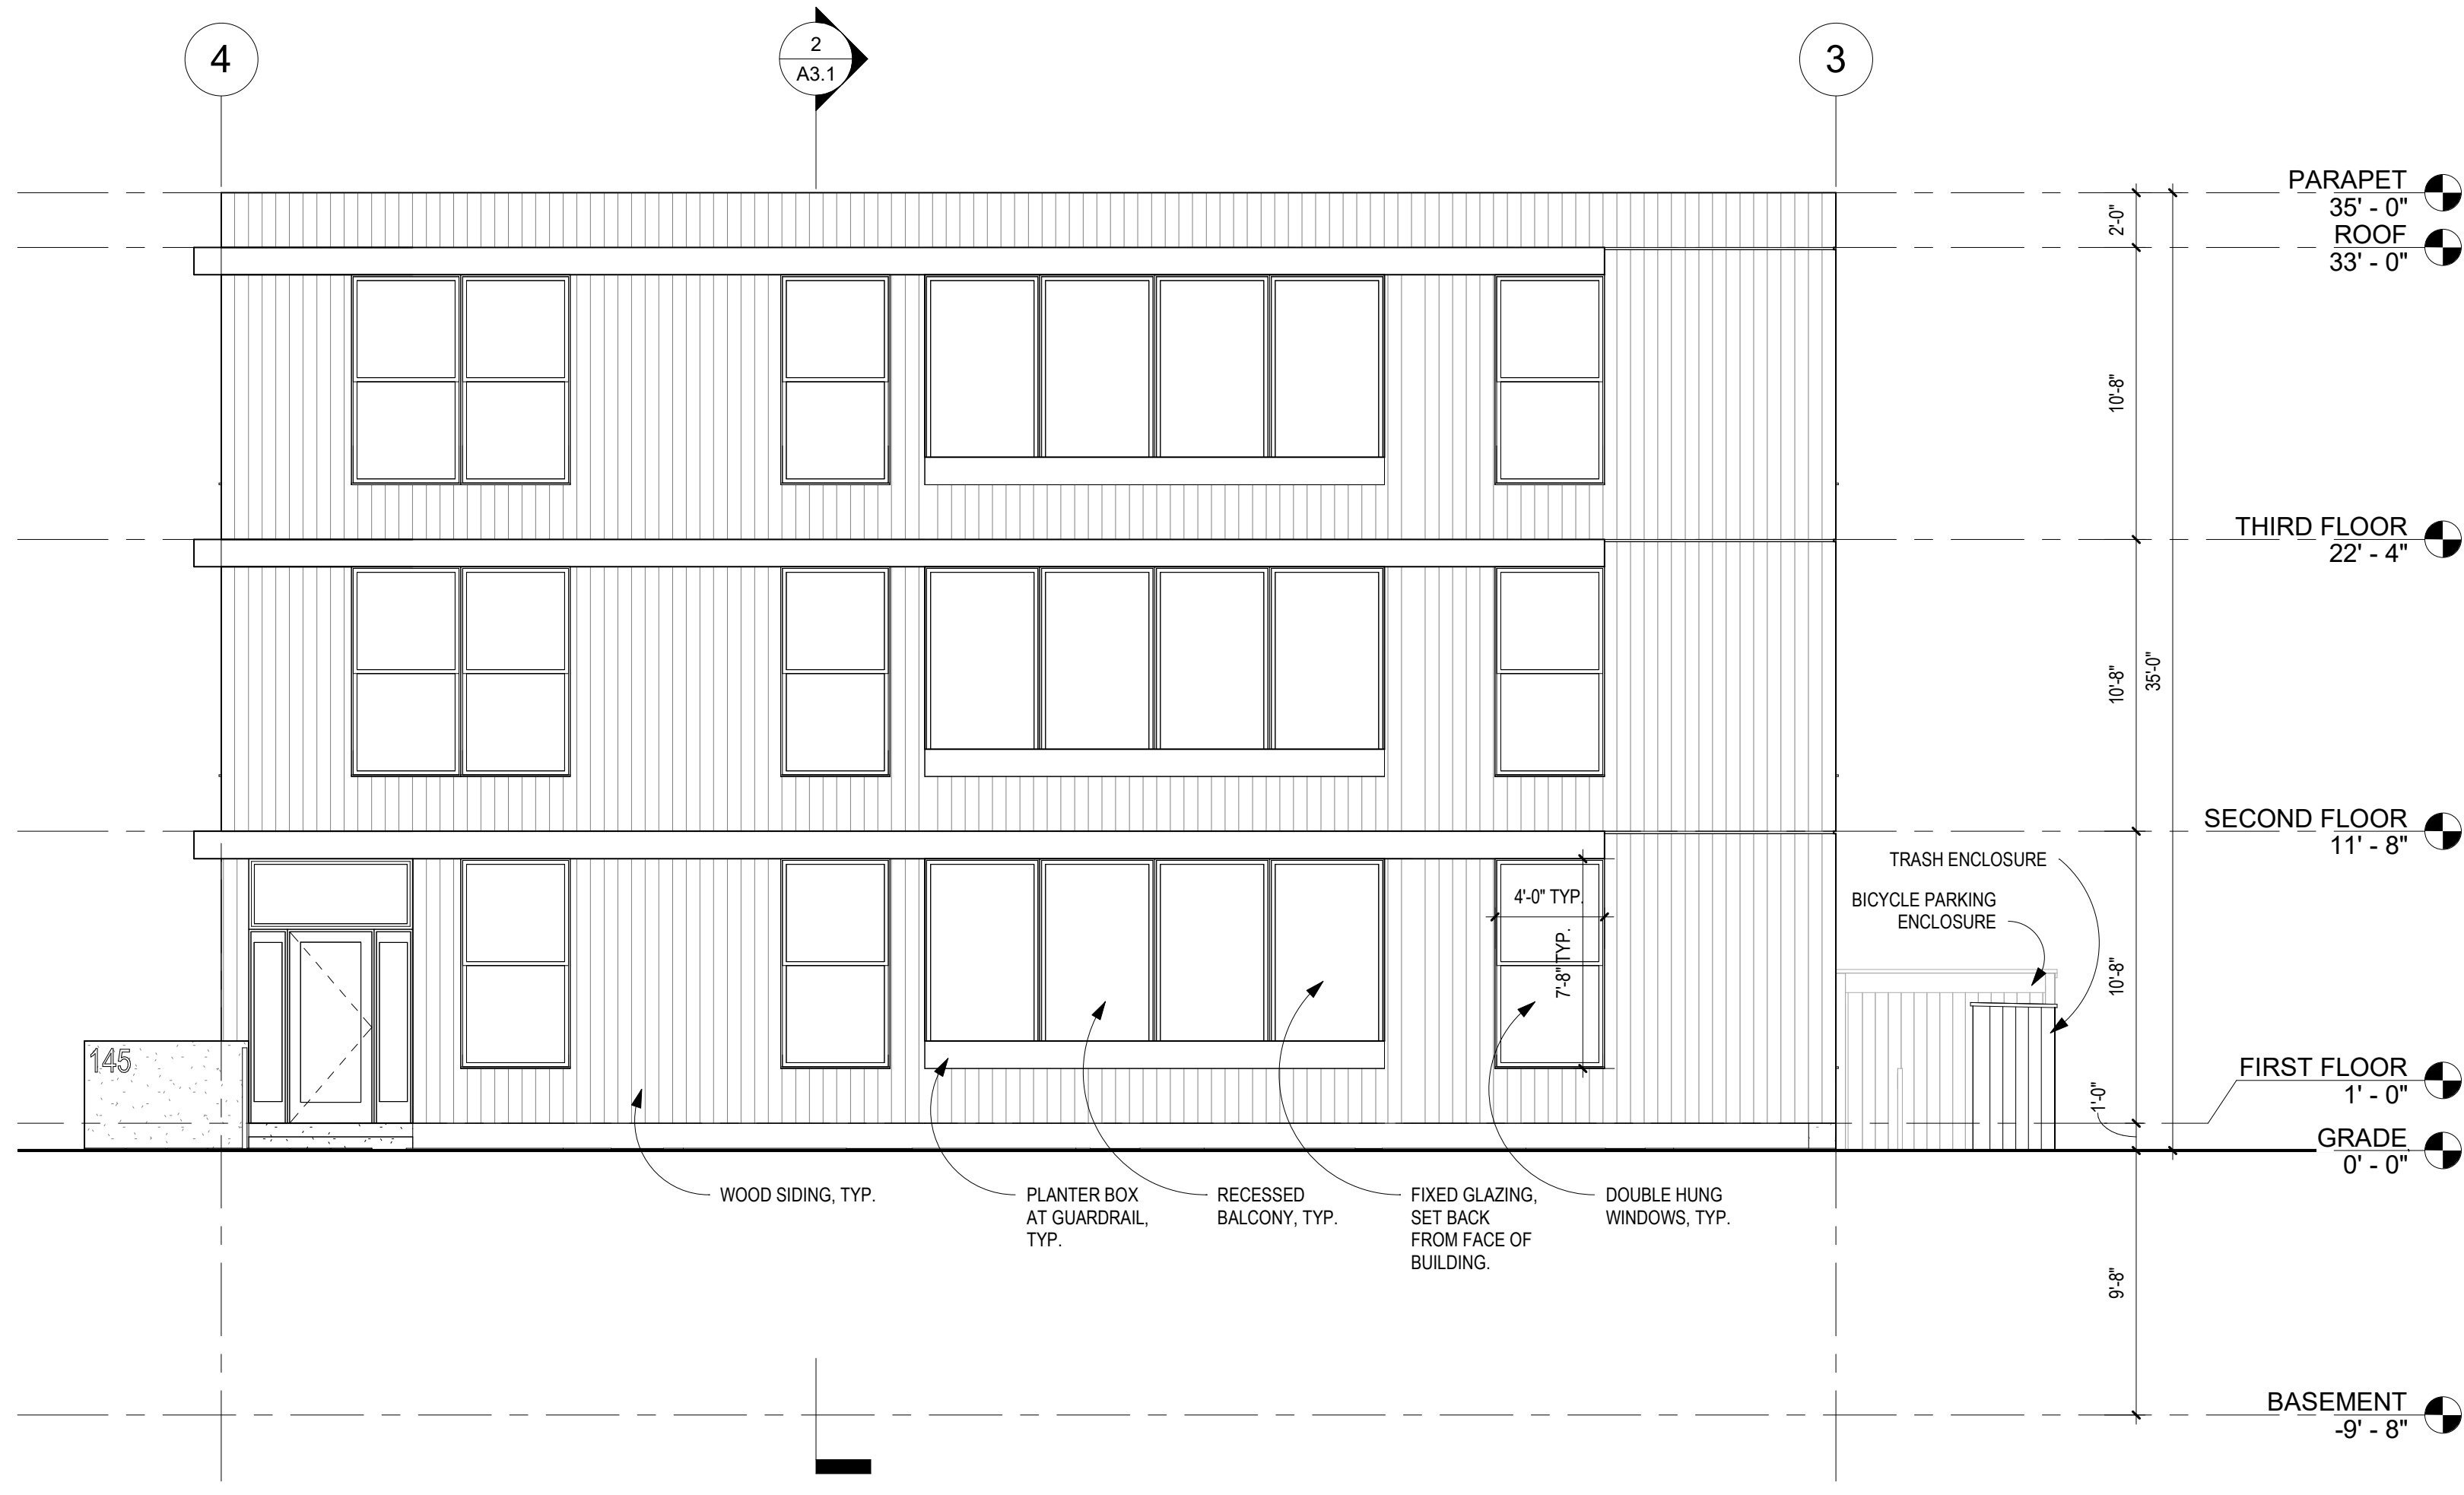 4
2
A3.1
3
PARAPET
35' - 0"
2'-0"
ROOF
33' - 0"
10'-8"
THIRD FLOOR
22' - 4"
10'-8"
35'-0"
SECOND FLOOR
11' - 8"
TRASH ENCLOSURE
BICYCLE PARKING
ENCLOSURE
4'-0" TYP.
7'-8" TYP.
10'-8"
145
FIRST FLOOR
1' - 0"
1'-0"
GRADE
0' - 0"
WOOD SIDING, TYP.
PLANTER BOX
AT GUARDRAIL,
TYP.
RECESSED
BALCONY, TYP.
FIXED GLAZING,
SET BACK
FROM FACE OF
BUILDING.
DOUBLE HUNG
WINDOWS, TYP.
9'-8"
BASEMENT
-9' - 8"